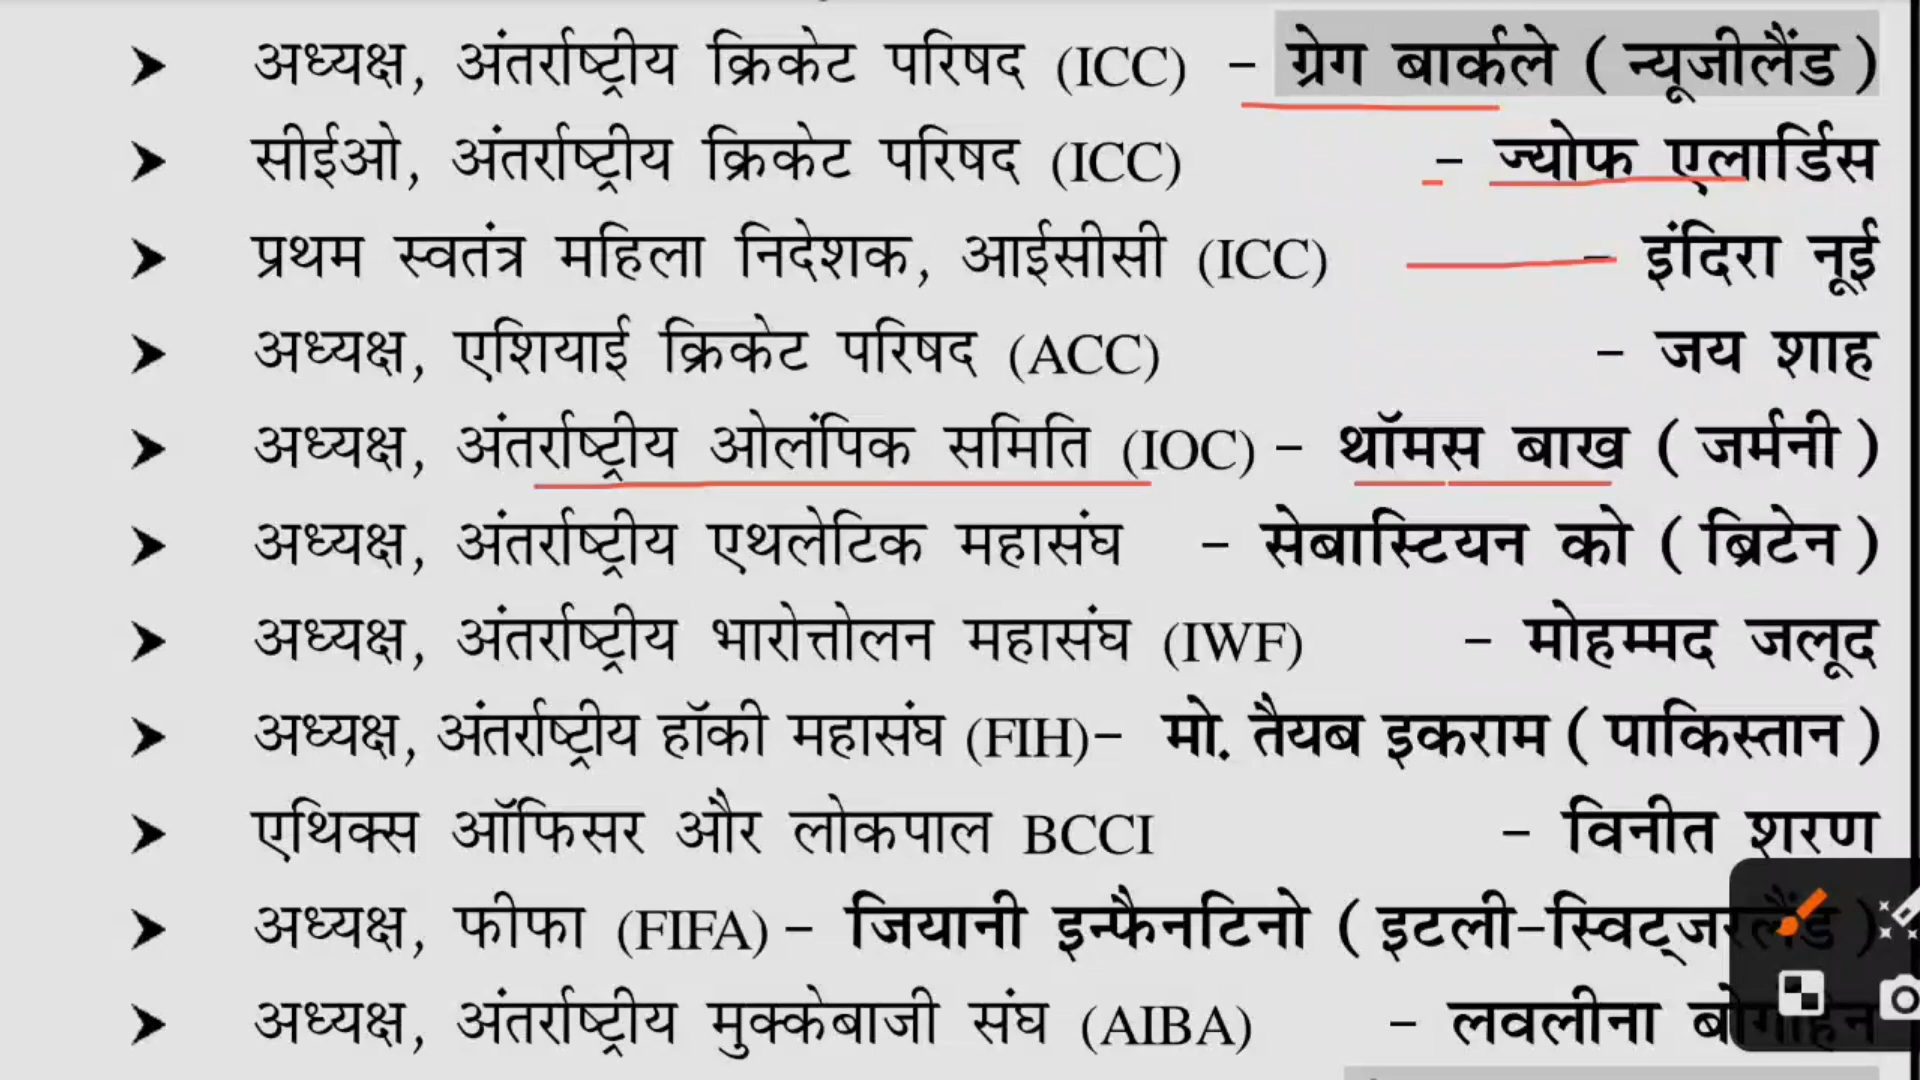 ➤ अध्यक्ष, अंतर्राष्ट्रीय क्रिकेट परिषद (ICC) – ग्रेग बार्कले ( न्यूजीलैंड )
➤ सीईओ, अंतर्राष्ट्रीय क्रिकेट परिषद (ICC) – ज्योफ एलार्डिस
➤ प्रथम स्वतंत्र महिला निदेशक, आईसीसी (ICC) – इंदिरा नूई
➤ अध्यक्ष, एशियाई क्रिकेट परिषद (ACC) – जय शाह
➤ अध्यक्ष, अंतर्राष्ट्रीय ओलंपिक समिति (IOC) – थॉमस बाख ( जर्मनी )
➤ अध्यक्ष, अंतर्राष्ट्रीय एथलेटिक महासंघ – सेबास्टियन को ( ब्रिटेन )
➤ अध्यक्ष, अंतर्राष्ट्रीय भारोत्तोलन महासंघ (IWF) – मोहम्मद जलूद
➤ अध्यक्ष, अंतर्राष्ट्रीय हॉकी महासंघ (FIH)– मो. तैयब इकराम ( पाकिस्तान )
➤ एथिक्स ऑफिसर और लोकपाल BCCI – विनीत शरण
➤ अध्यक्ष, फीफा (FIFA) – जियानी इन्फैनटिनो ( इटली–स्विट्जरलैंड )
➤ अध्यक्ष, अंतर्राष्ट्रीय मुक्केबाजी संघ (AIBA) – लवलीना बोगोहेन